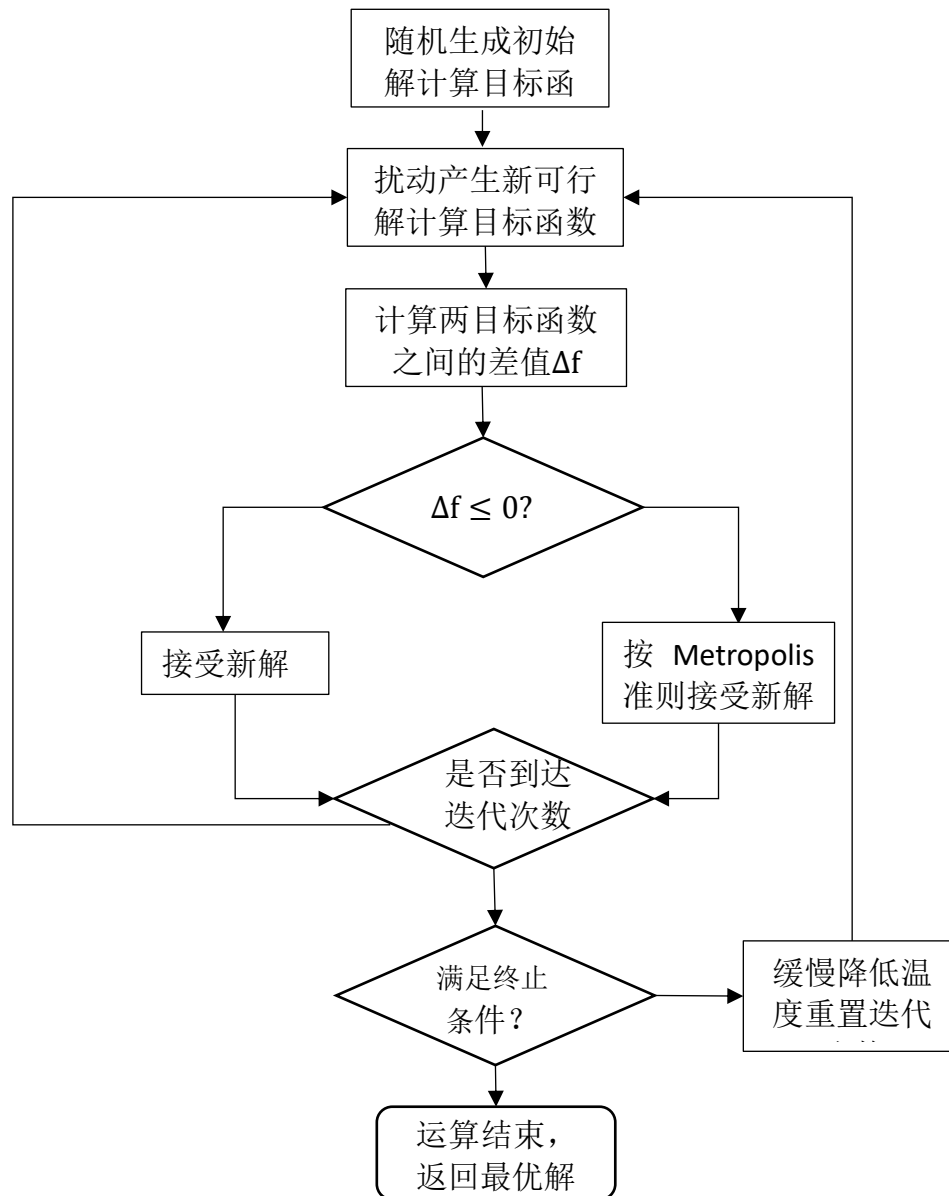 随机生成初始
解计算目标函
扰动产生新可行
解计算目标函数
计算两目标函数
之间的差值Δf
Δf ≤ 0?
接受新解
按 Metropolis
准则接受新解
是否到达
迭代次数
满足终止
条件？
缓慢降低温
度重置迭代
运算结束，
返回最优解